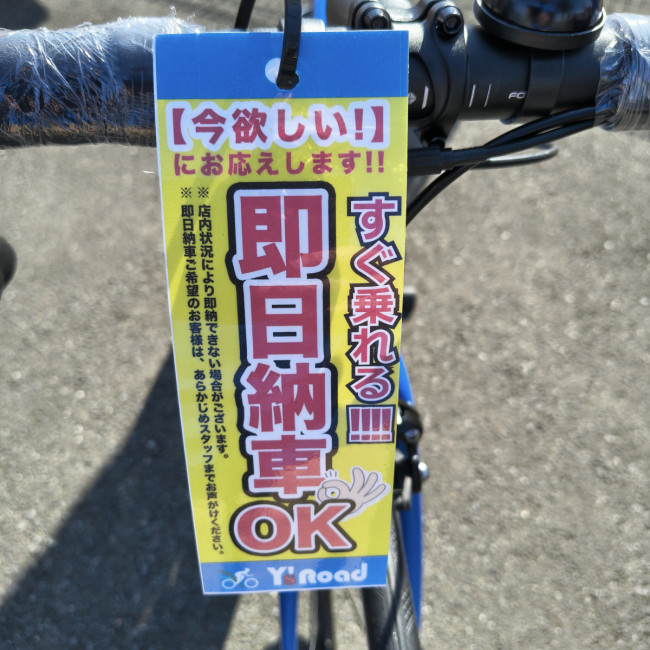 【今欲しい!】
にお応えします!!
すぐ乗れる!!!!
即日納車
OK
※店内状況により即納できない場合がございます。
※即日納車ご希望のお客様は、あらかじめスタッフまでお声がけください。
Y'sRoad